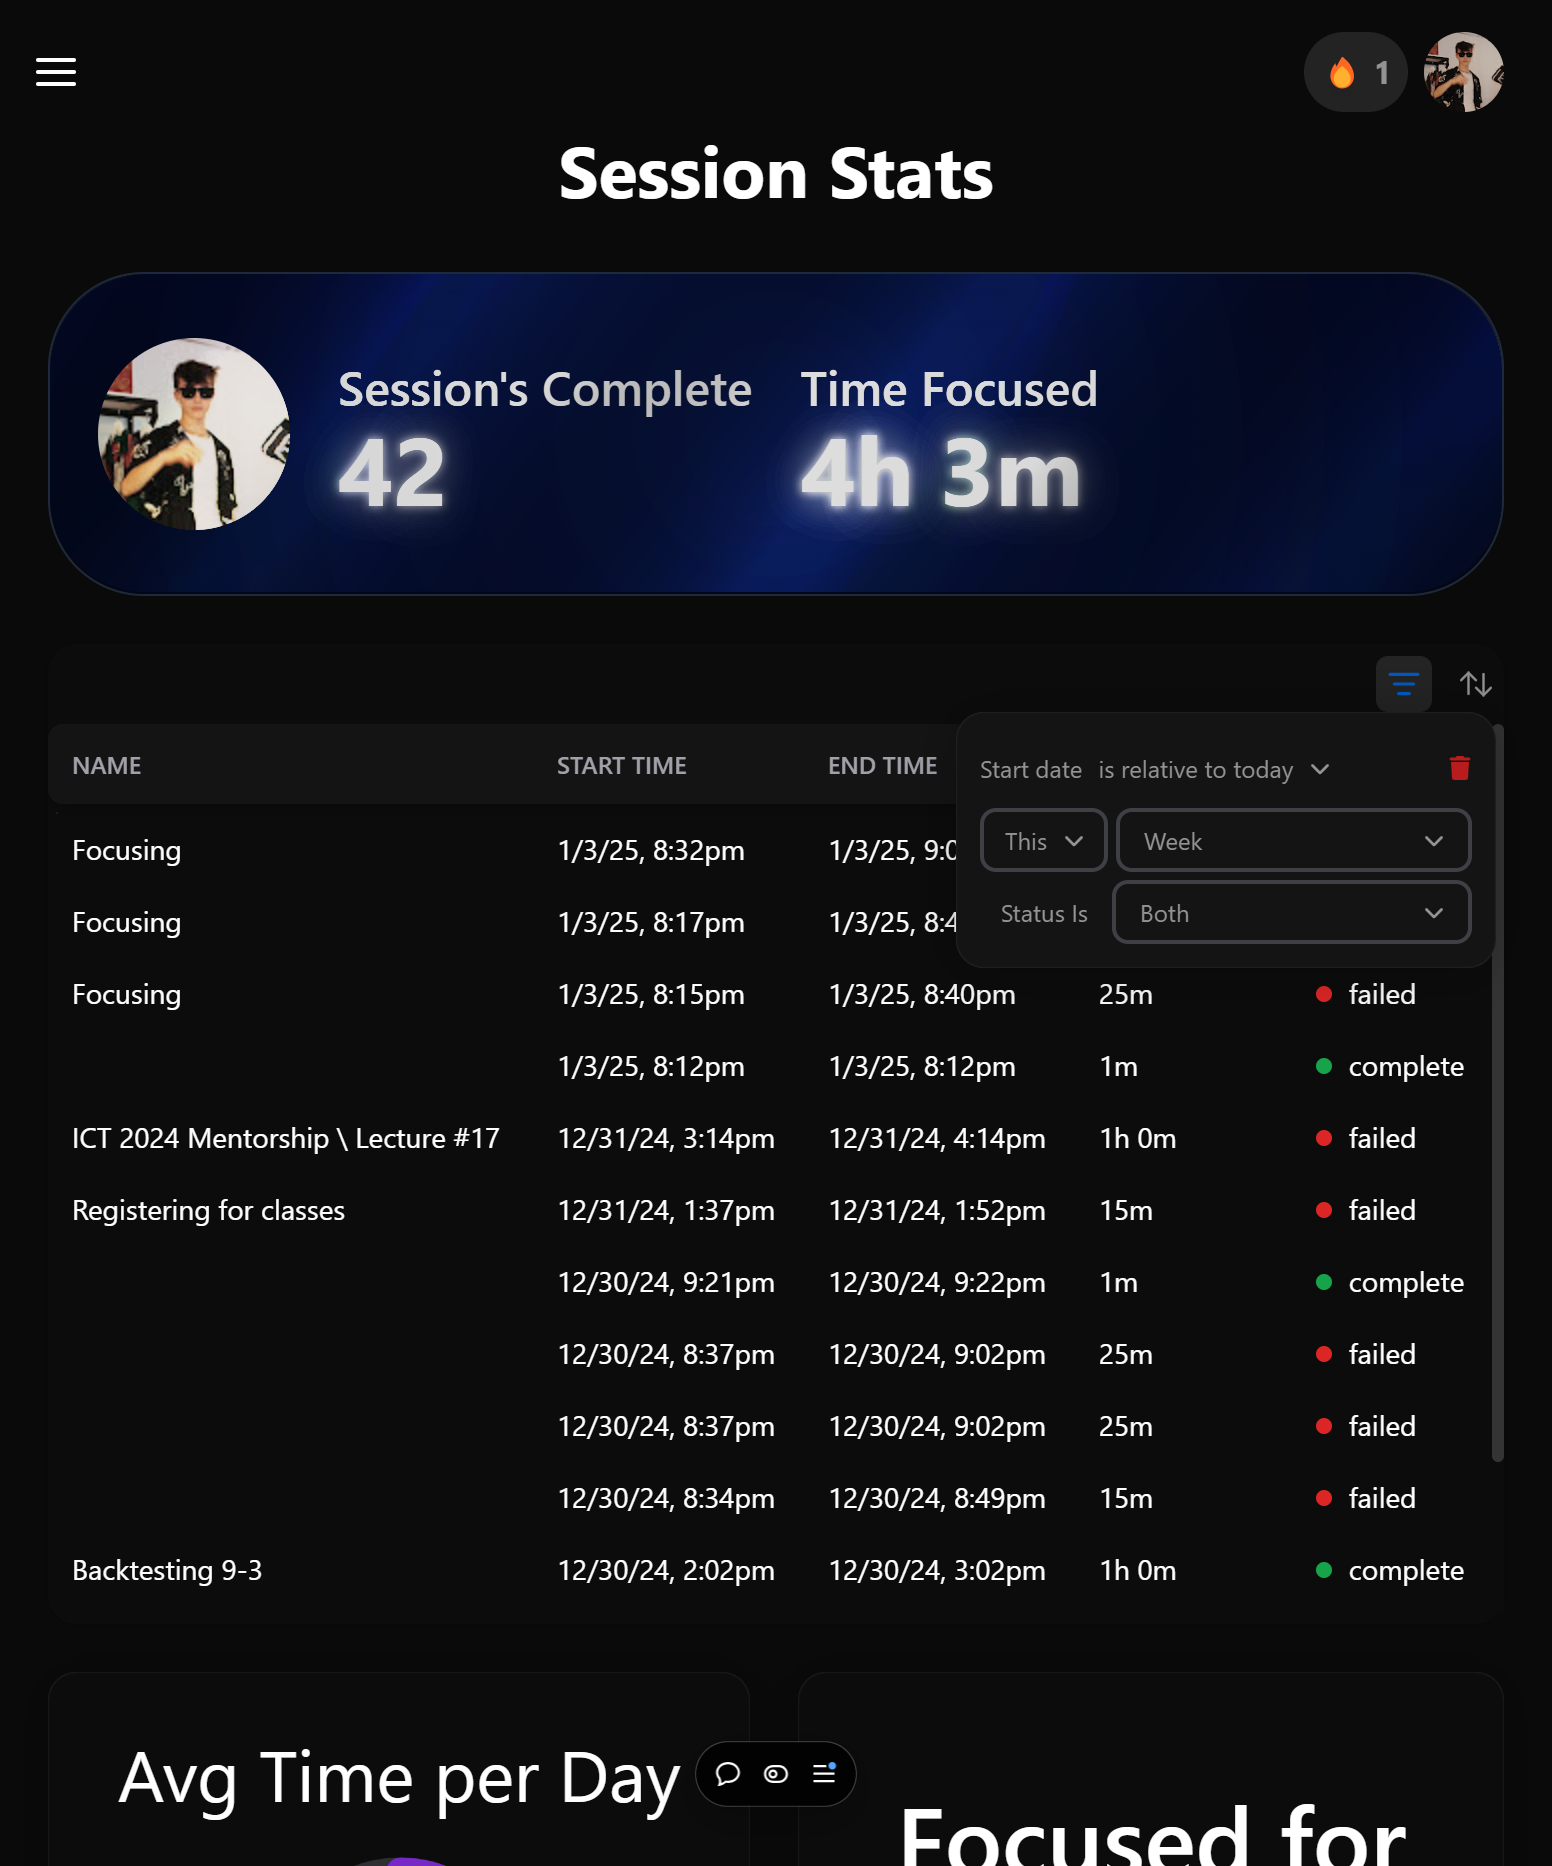 1
Session Stats
Session's Complete Time Focused
42 4h 3m
NAME START TIME END TIME
Start date is relative to today
This Week
Status Is Both
Focusing 1/3/25, 8:32pm 1/3/25, 9:0
Focusing 1/3/25, 8:17pm 1/3/25, 8:4
Focusing 1/3/25, 8:15pm 1/3/25, 8:40pm 25m failed
1/3/25, 8:12pm 1/3/25, 8:12pm 1m complete
ICT 2024 Mentorship \ Lecture #17 12/31/24, 3:14pm 12/31/24, 4:14pm 1h 0m failed
Registering for classes 12/31/24, 1:37pm 12/31/24, 1:52pm 15m failed
12/30/24, 9:21pm 12/30/24, 9:22pm 1m complete
12/30/24, 8:37pm 12/30/24, 9:02pm 25m failed
12/30/24, 8:37pm 12/30/24, 9:02pm 25m failed
12/30/24, 8:34pm 12/30/24, 8:49pm 15m failed
Backtesting 9-3 12/30/24, 2:02pm 12/30/24, 3:02pm 1h 0m complete
Avg Time per Day
Focused for